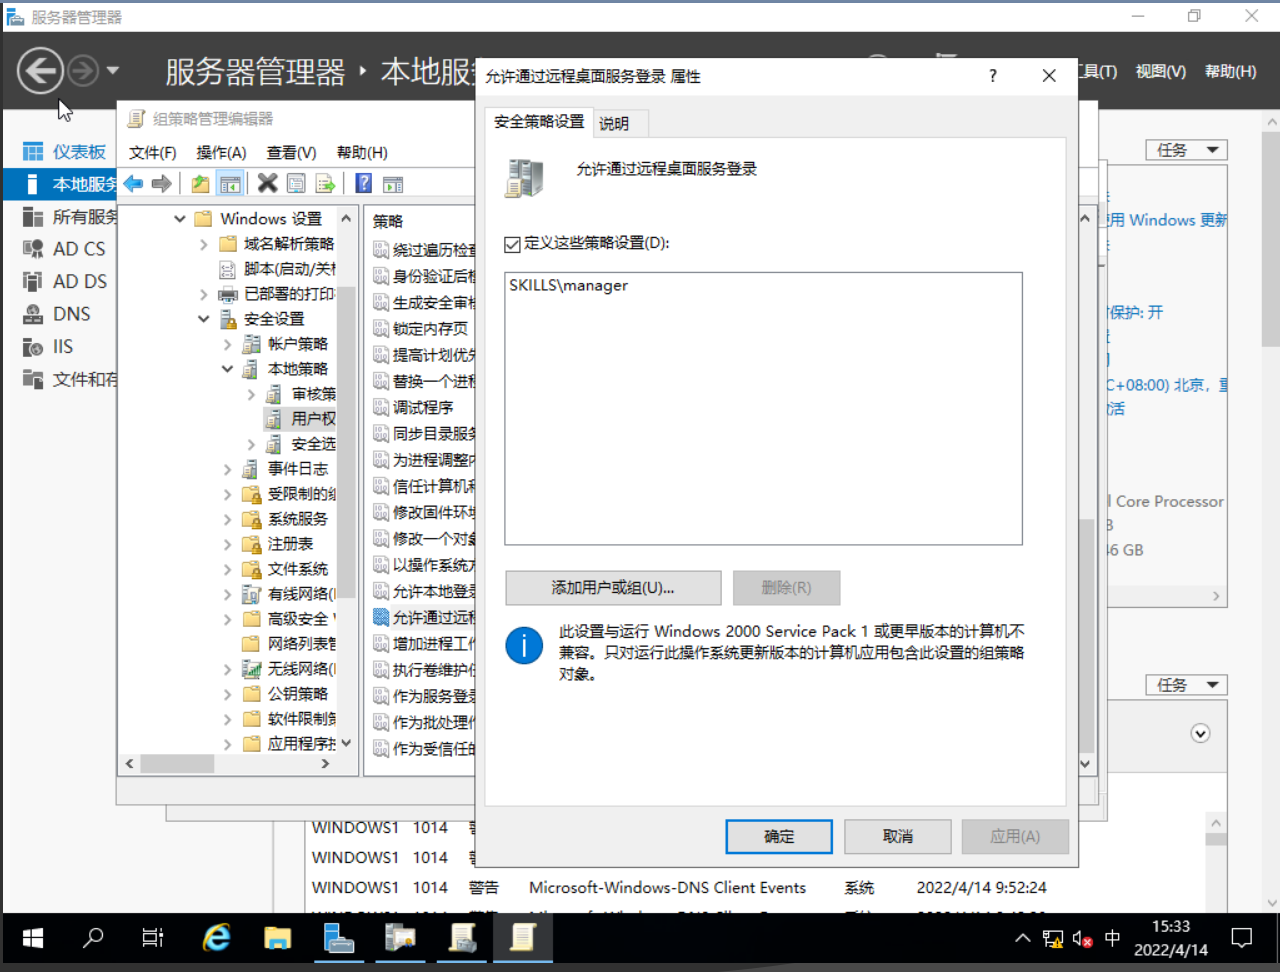 服务器管理器
服务器管理器 · 本地服
工具(T) 视图(V) 帮助(H)
仪表板
本地服务
所有服务
AD CS
AD DS
DNS
IIS
文件和存
组策略管理编辑器
文件(F) 操作(A) 查看(V) 帮助(H)
Windows 设置
域名解析策略
脚本(启动/关
已部署的打印
安全设置
帐户策略
本地策略
审核策
用户权
安全选
事件日志
受限制的组
系统服务
注册表
文件系统
有线网络(
高级安全
网络列表管
无线网络(
公钥策略
软件限制策
应用程序控
策略
绕过遍历检查
身份验证后模
生成安全审核
锁定内存页
提高计划优先
替换一个进程
调试程序
同步目录服务
为进程调整内
信任计算机和
修改固件环境
修改一个对象
以操作系统方
允许本地登录
允许通过远程
增加进程工作
执行卷维护任
作为服务登录
作为批处理作
作为受信任的
允许通过远程桌面服务登录 属性
?
安全策略设置
说明
允许通过远程桌面服务登录
定义这些策略设置(D):
SKILLS\manager
添加用户或组(U)...
删除(R)
此设置与运行 Windows 2000 Service Pack 1 或更早版本的计算机不
兼容。只对运行此操作系统更新版本的计算机应用包含此设置的组策略
对象。
确定
取消
应用(A)
任务
使用 Windows 更新
时保护: 开
C+08:00) 北京，重
激活
l Core Processor
B
46 GB
任务
WINDOWS1 1014
WINDOWS1 1014
WINDOWS1 1014 警告 Microsoft-Windows-DNS Client Events 系统 2022/4/14 9:52:24
中
15:33
2022/4/14